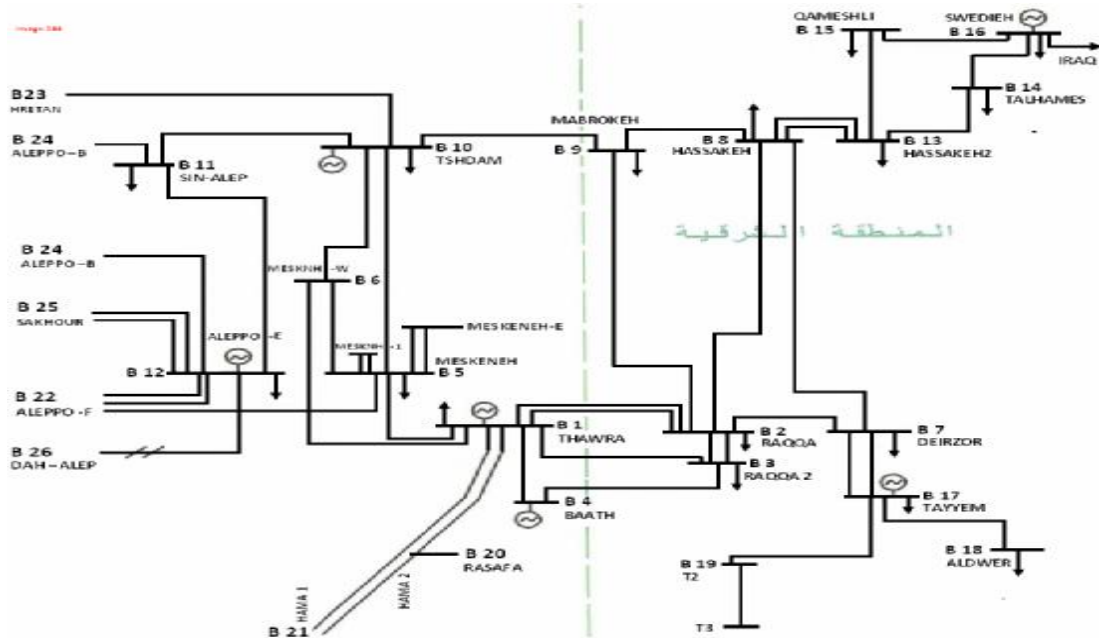 QAMESHLI
B 15
SWEDIEH
B 16
IRAQ
B23
HRETAN
B 14
TALHAMES
MABROKEH
B 24
ALEPPO-B
B 10
TSHDAM
B 9
B 8
HASSAKEH
B 13
HASSAKEH2
B 11
SIN-ALEP
المنطقة الشرقية
B 24
ALEPPO-B
MESKNH-W
B 6
B 25
SAKHOUR
ALEPPO-E
MESKENEH-E
MESKENEH
B 12
B 5
B 22
ALEPPO-F
B 1
THAWRA
B 2
RAQQA
B 7
DEIRZOR
B 26
DAH-ALEP
B 3
RAQQA 2
B 4
BAATH
B 17
TAYYEM
B 20
RASAFA
B 18
ALDWER
B 19
T2
HAMA 1
HAMA 2
B 21
T3